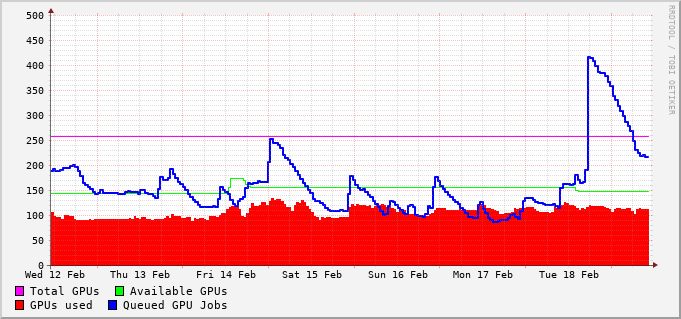 500
450
400
350
300
250
200
150
100
50
0
Wed 12 Feb Thu 13 Feb Fri 14 Feb Sat 15 Feb Sun 16 Feb Mon 17 Feb Tue 18 Feb
Total GPUs Available GPUs
GPUs used Queued GPU Jobs
RRDTOOL / TOBI OETIKER